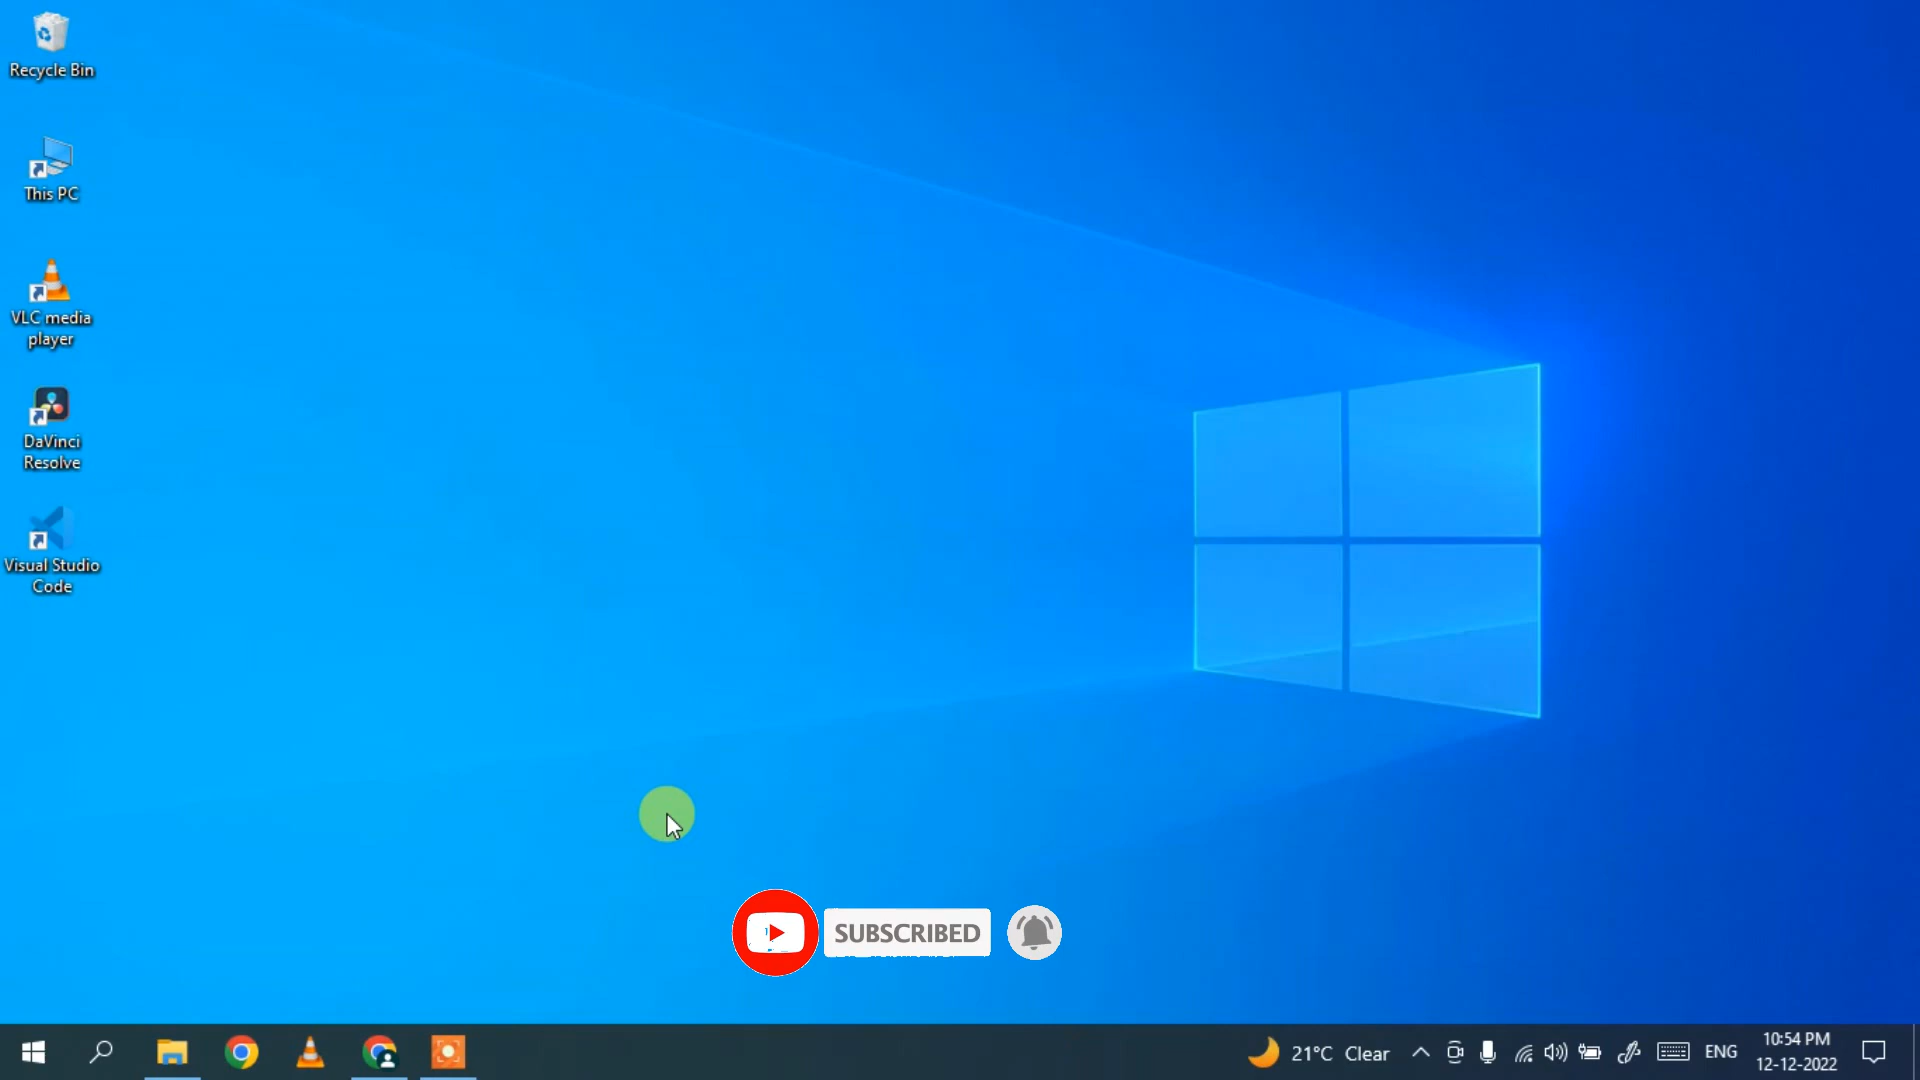 Recycle Bin
This PC
VLC media
player
DaVinci
Resolve
Visual Studio
Code
SUBSCRIBED
21°C Clear
ENG
10:54 PM
12-12-2022